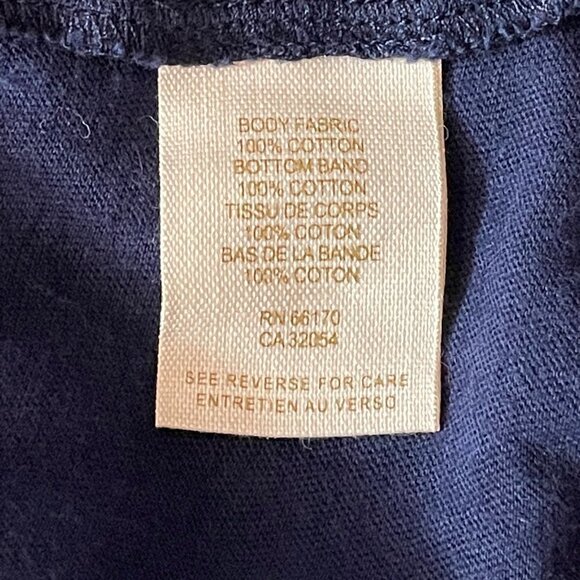 BODY FABRIC
100% COTTON
BOTTOM BAND
100% COTTON
TISSU DE CORPS
100% COTON
BAS DE LA BANDE
100% COTON
RN 66170
CA 32054
SEE REVERSE FOR CARE
ENTRETIEN AU VERSO